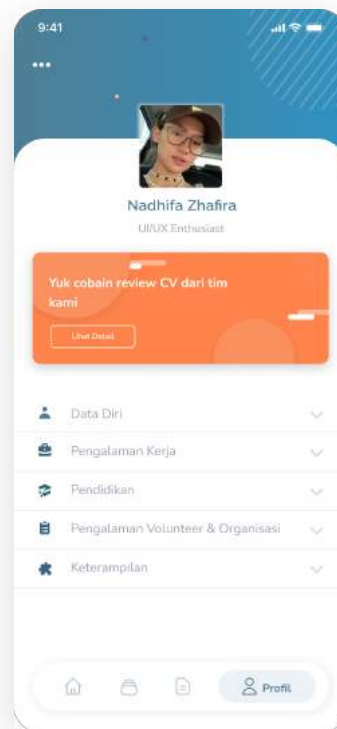 9:41
Nadhifa Zhafira
UI/UX Enthusiast
Yuk cobain review CV dari tim
kami
Lihat Detail
Data Diri
Pengalaman Kerja
Pendidikan
Pengalaman Volunteer & Organisasi
Keterampilan
Profil